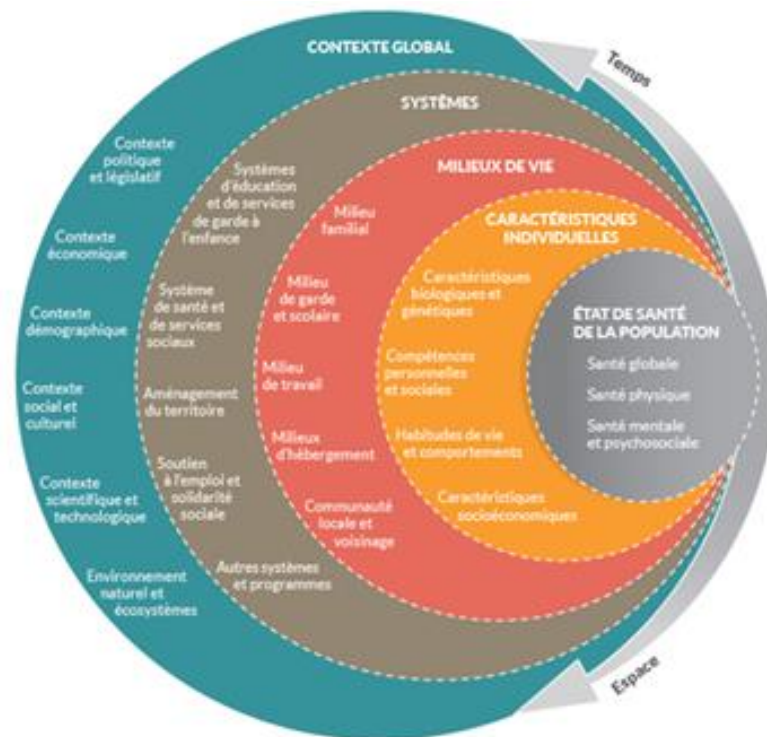 CONTEXTE GLOBAL
Contexte
politique
et législatif
Contexte
économique
Contexte
démographique
Contexte
social et
culturel
Contexte
scientifique et
technologique
Environnement
naturel et
écosystèmes
SYSTÈMES
Systèmes
d'éducation
et de services
de garde à
l'enfance
Système
de santé et
de services
sociaux
Aménagement
du territoire
Soutien
à l'emploi et
solidarité
sociale
Autres systèmes
et programmes
MILIEUX DE VIE
Milieu
familial
Milieu
de garde
et scolaire
Milieu
de travail
Milieux
d'hébergement
Communauté
locale et
voisinage
CARACTÉRISTIQUES
INDIVIDUELLES
Caractéristiques
biologiques et
génétiques
Compétences
personnelles
et sociales
Habitudes de vie
et comportements
Caractéristiques
socioéconomiques
ÉTAT DE SANTÉ
DE LA POPULATION
Santé globale
Santé physique
Santé mentale
et psychosociale
Temps
Espace